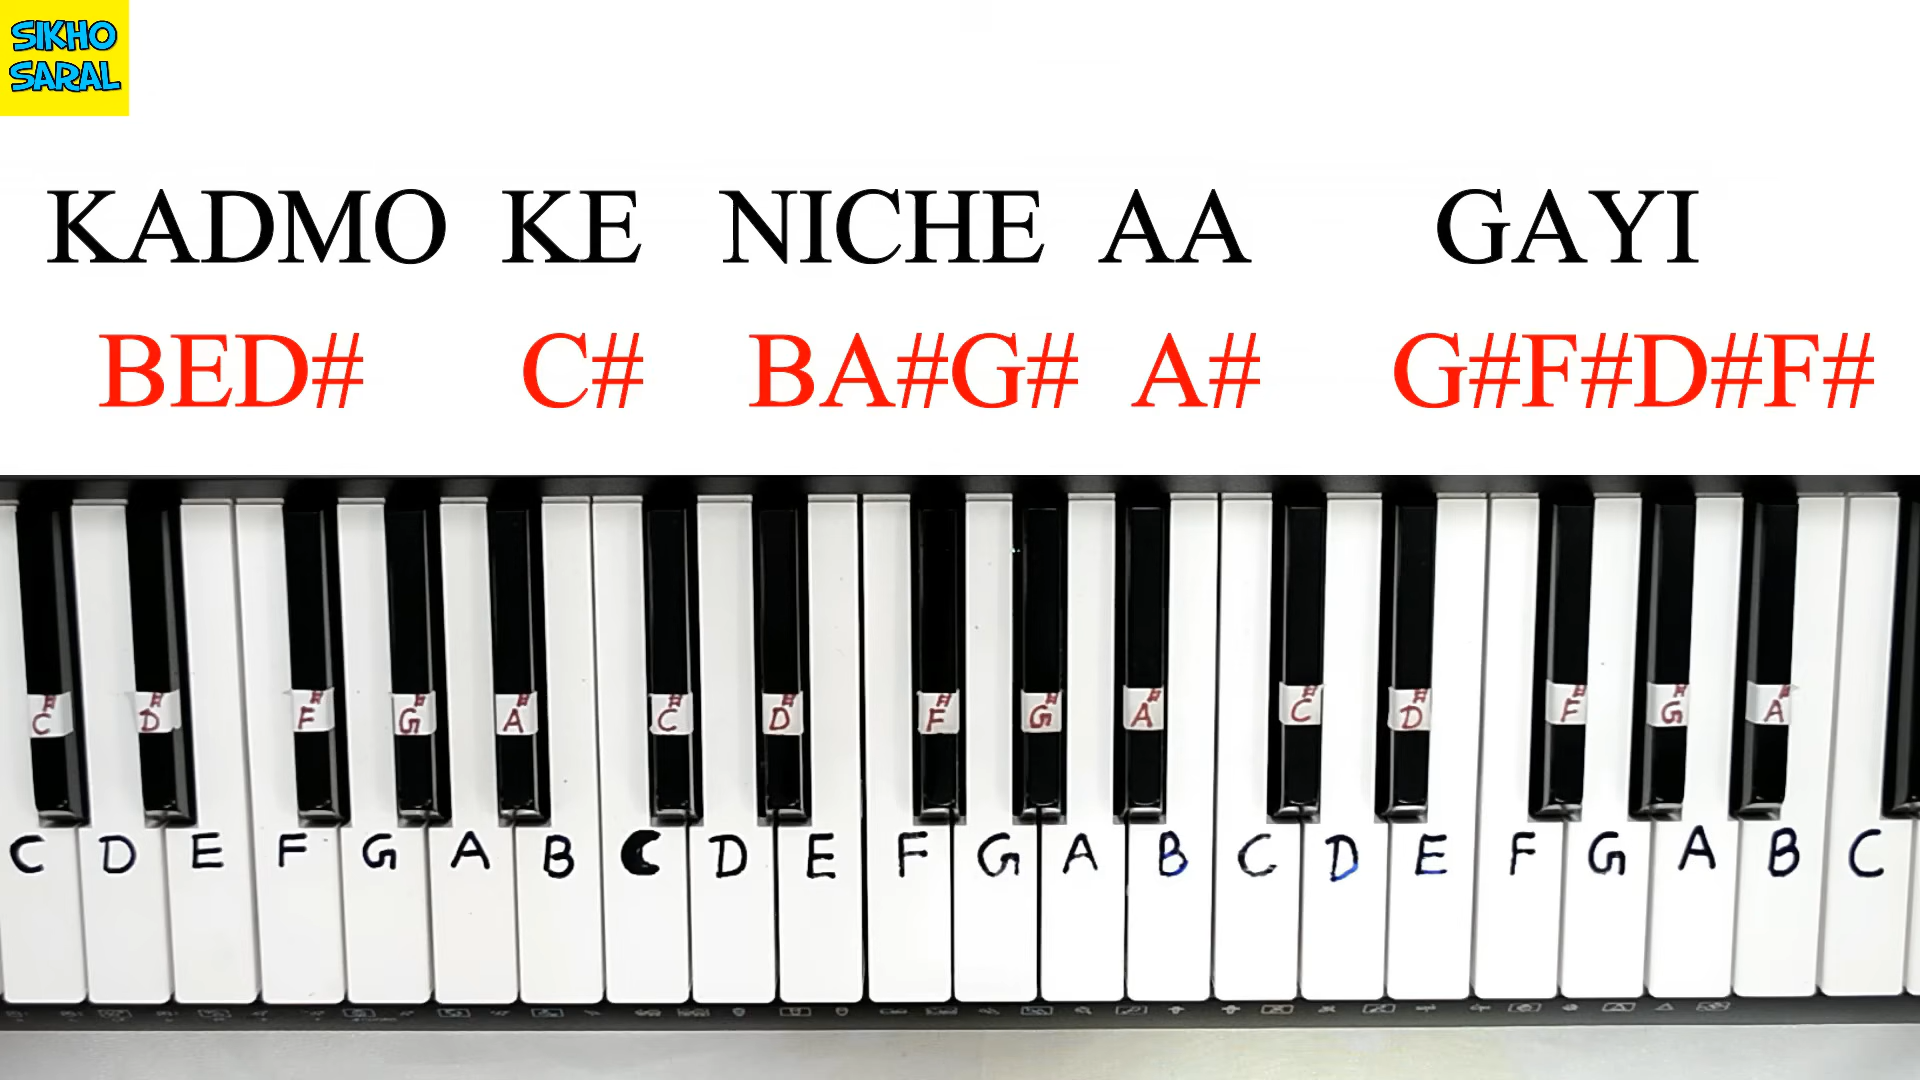 SIKHO
SARAL
KADMO KE NICHE AA GAYI
BED# C# BA#G# A# G#F#D#F#
C# D# F# G# A# C# D# F# G# A# C# D# F# G# A#
C D E F G A B C D E F G A B C D E F G A B C